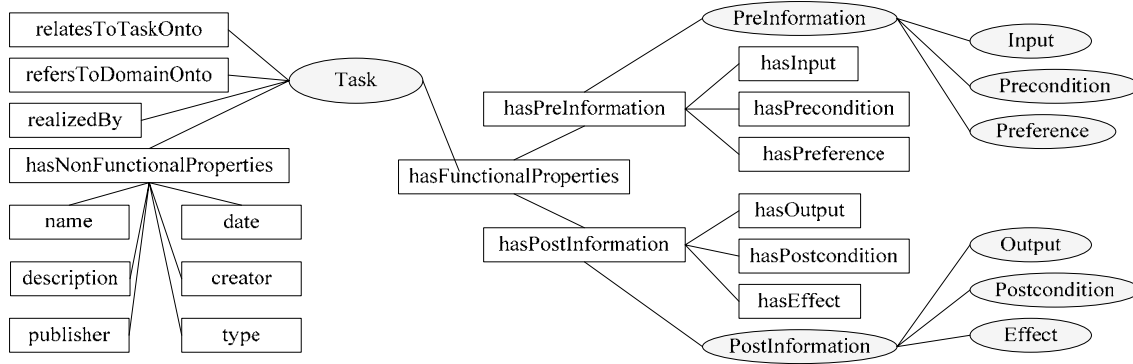 relatesToTaskOnto
refersToDomainOnto
realizedBy
hasNonFunctionalProperties
name
date
description
creator
publisher
type
Task
hasFunctionalProperties
hasPreInformation
hasPostInformation
PreInformation
hasInput
hasPrecondition
hasPreference
Input
Precondition
Preference
hasOutput
hasPostcondition
hasEffect
PostInformation
Output
Postcondition
Effect